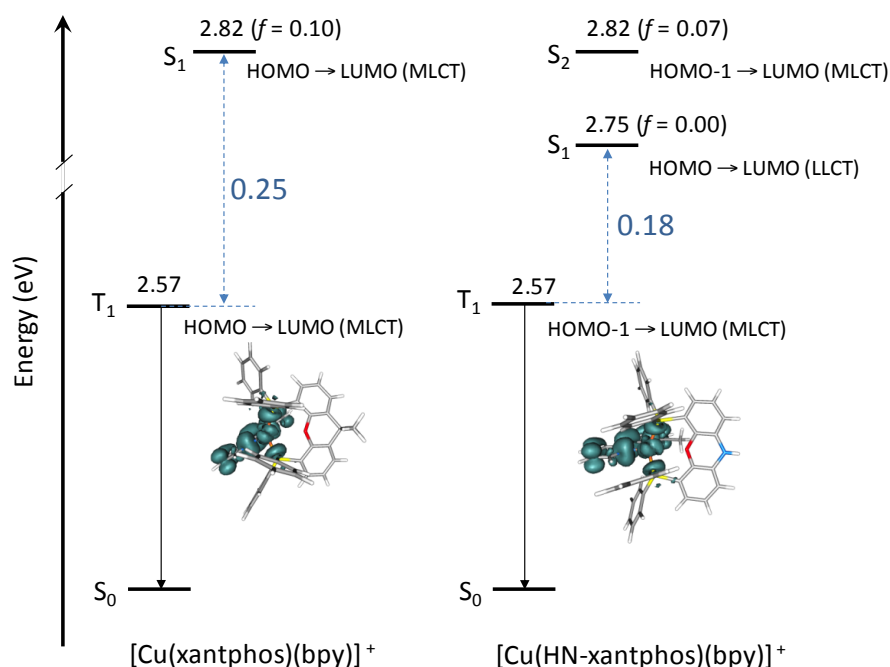 Energy (eV)
2.82 (f = 0.10)
S1
HOMO → LUMO (MLCT)
0.25
2.57
T1
HOMO → LUMO (MLCT)
S0
[Cu(xantphos)(bpy)]+
2.82 (f = 0.07)
S2
HOMO-1 → LUMO (MLCT)
2.75 (f = 0.00)
S1
HOMO → LUMO (LLCT)
0.18
2.57
T1
HOMO-1 → LUMO (MLCT)
S0
[Cu(HN-xantphos)(bpy)]+